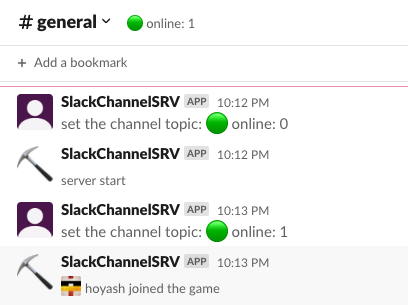 # general
online: 1
+ Add a bookmark
SlackChannelSRV APP 10:12 PM
set the channel topic: online: 0
SlackChannelSRV APP 10:12 PM
server start
SlackChannelSRV APP 10:13 PM
set the channel topic: online: 1
SlackChannelSRV APP 10:13 PM
hoyash joined the game